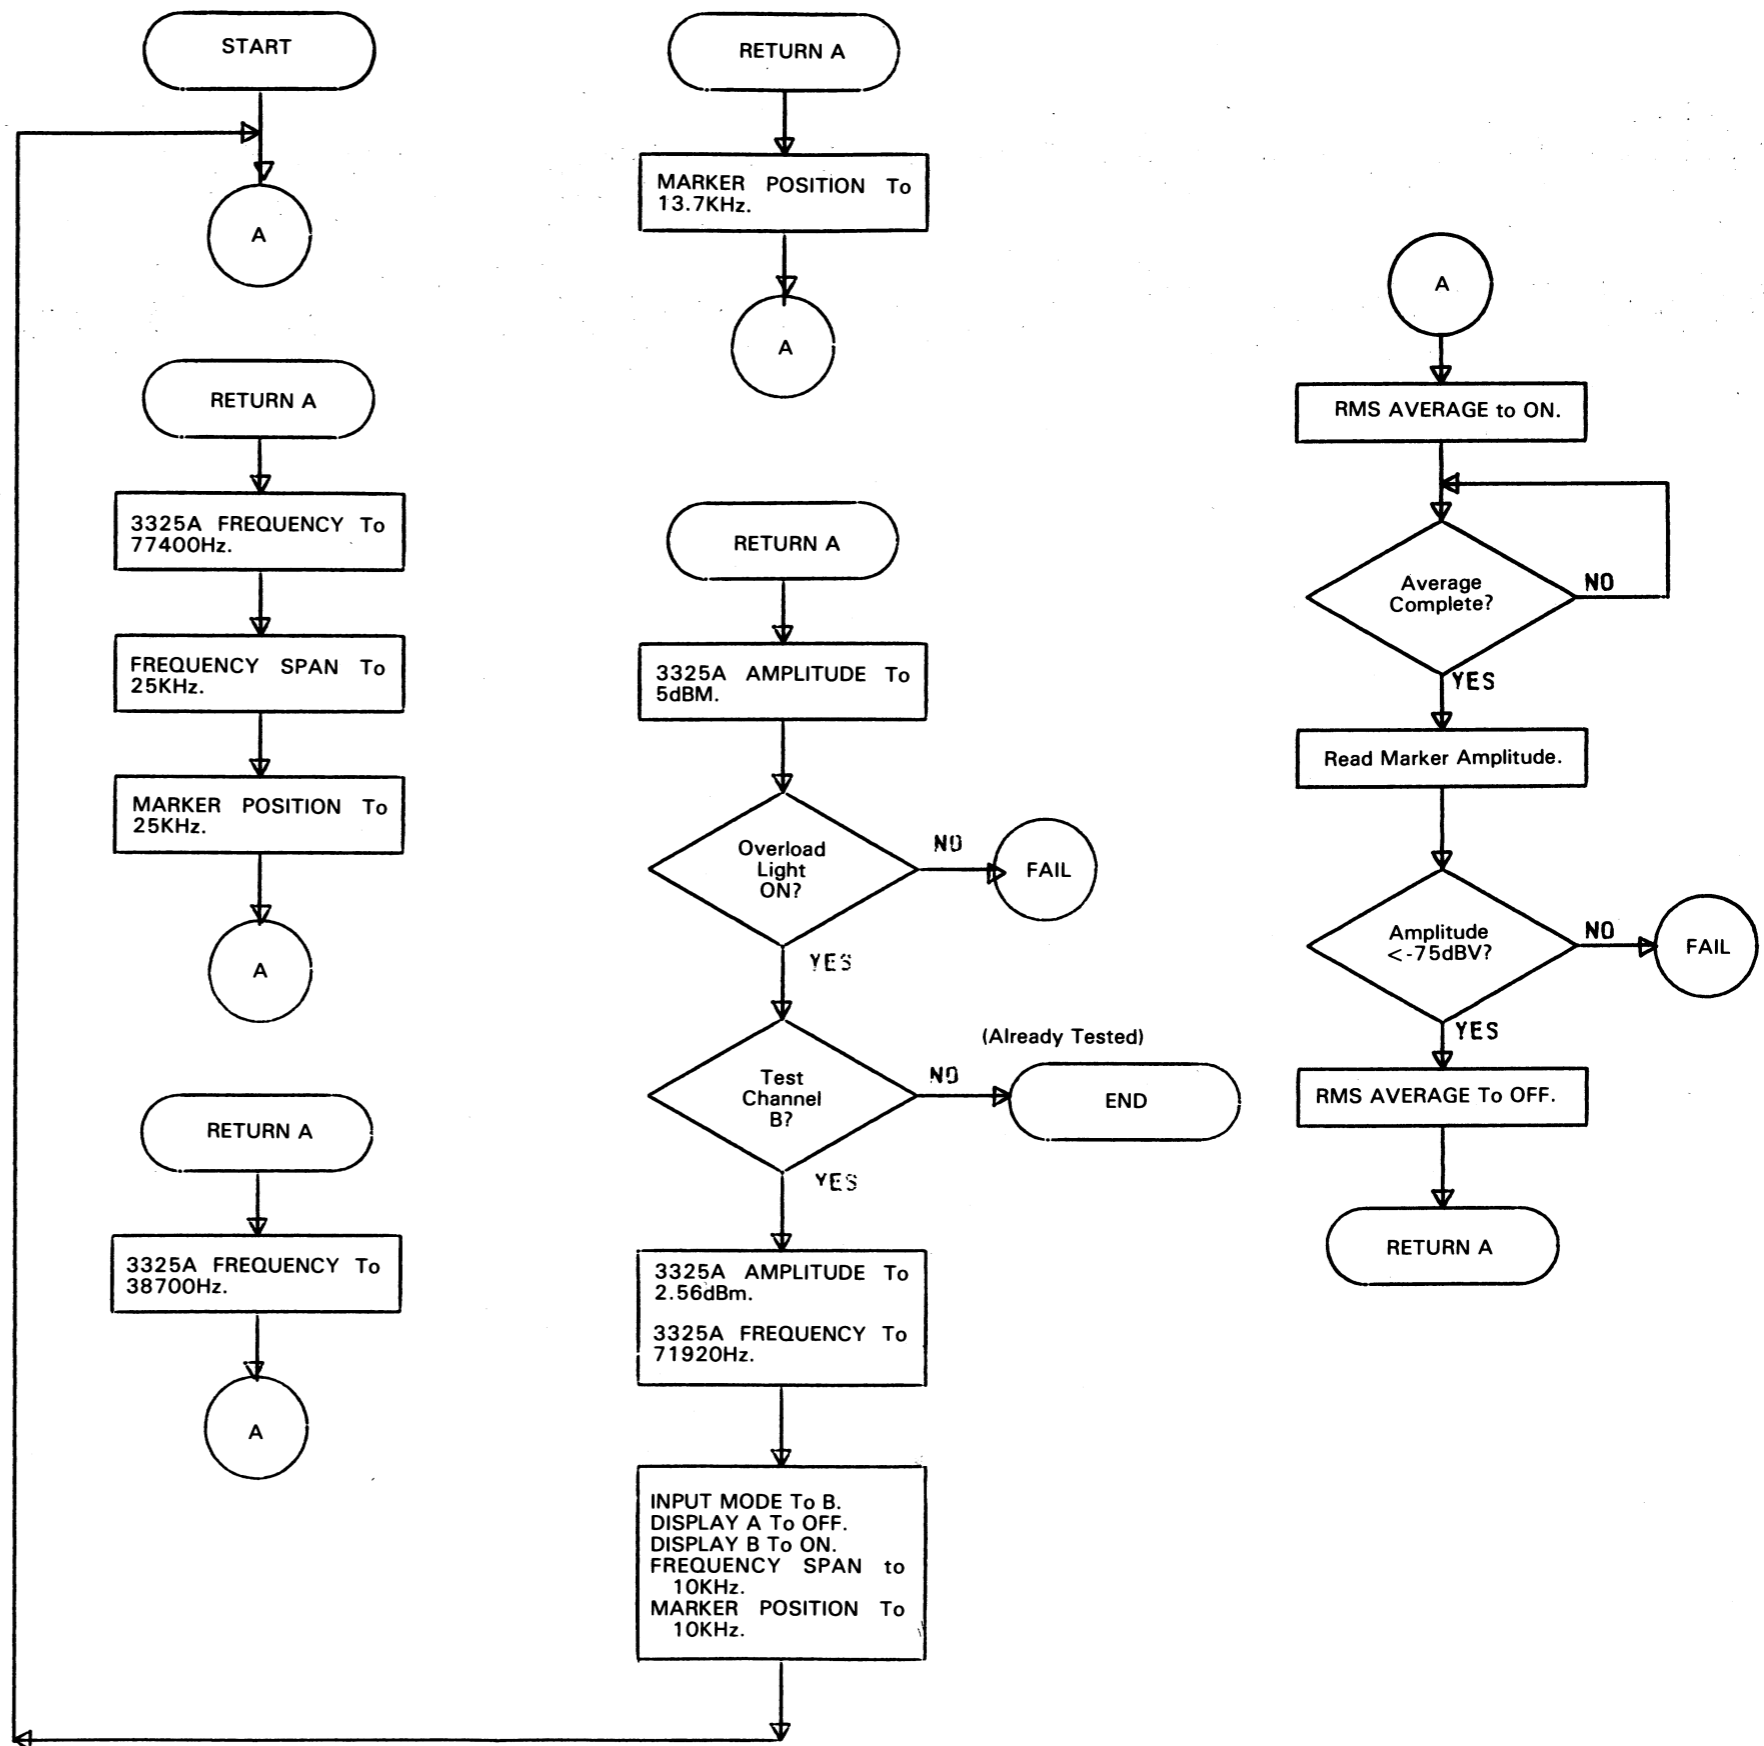 START
A
RETURN A
3325A FREQUENCY To
77400Hz.
FREQUENCY SPAN To
25KHz.
MARKER POSITION To
25KHz.
A
RETURN A
3325A FREQUENCY To
38700Hz.
A
RETURN A
MARKER POSITION To
13.7KHz.
A
RETURN A
3325A AMPLITUDE To
5dBM.
Overload
Light
ON?
NO
FAIL
YES
Test
Channel
B?
NO
(Already Tested)
END
YES
3325A AMPLITUDE To
2.56dBm.
3325A FREQUENCY To
71920Hz.
INPUT MODE To B.
DISPLAY A To OFF.
DISPLAY B To ON.
FREQUENCY SPAN to
10KHz.
MARKER POSITION To
10KHz.
A
RMS AVERAGE to ON.
Average
Complete?
NO
YES
Read Marker Amplitude.
Amplitude
<-75dBV?
NO
FAIL
YES
RMS AVERAGE To OFF.
RETURN A